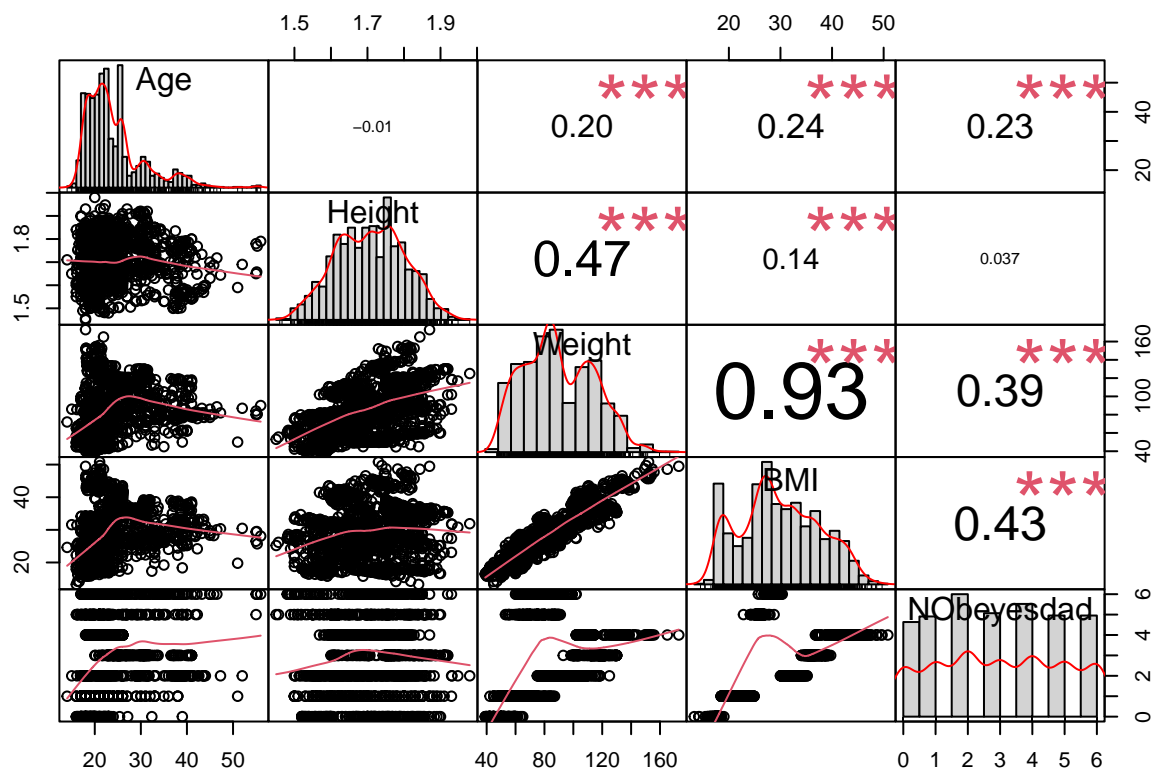 1.5 1.7 1.9 20 30 40 50
Age *** *** ***
−0.01 0.20 0.24 0.23
20 40
Height *** ***
0.47 0.14 0.037
1.5 1.8
Weight *** ***
0.93 0.39
40 100 160
BMI ***
0.43
20 40
NObeyesdad
0 2 4 6
20 30 40 50 40 80 120 160 0 1 2 3 4 5 6